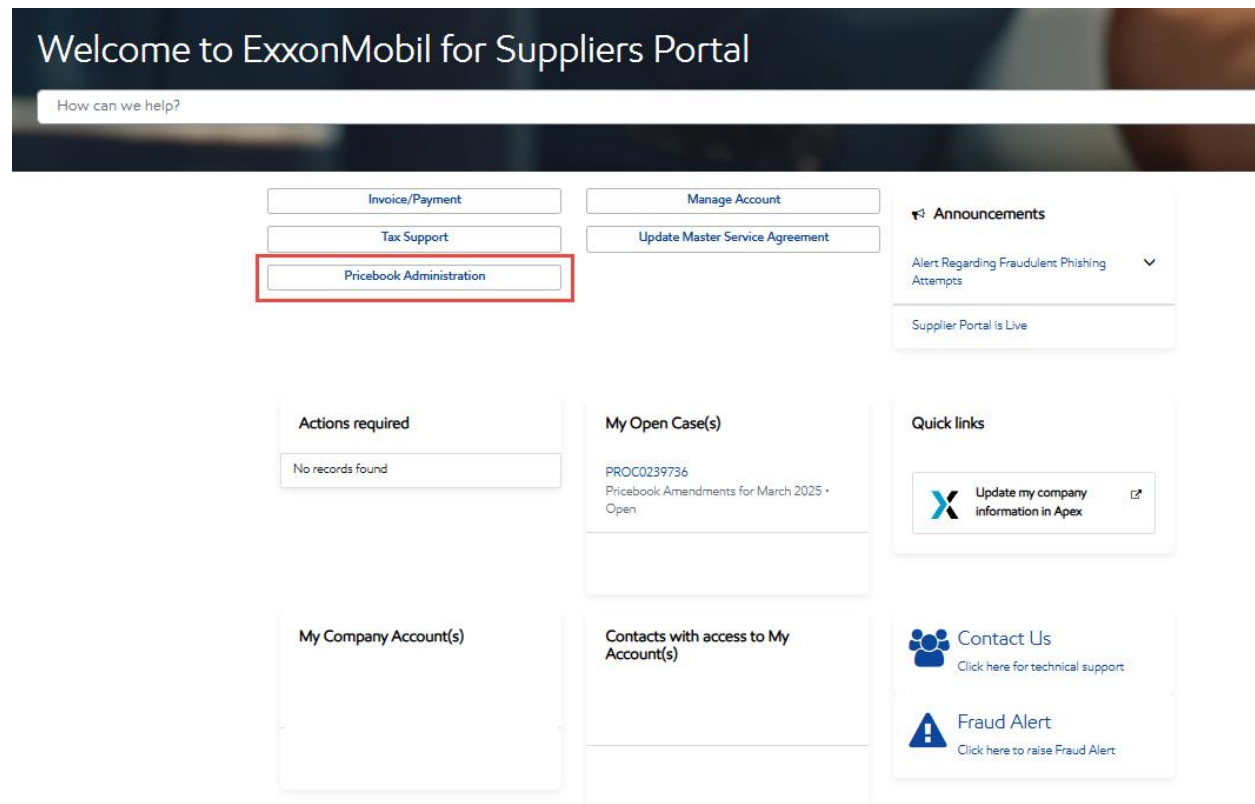 Welcome to ExxonMobil for Suppliers Portal
How can we help?
Invoice/Payment
Manage Account
Tax Support
Update Master Service Agreement
Pricebook Administration
Announcements
Alert Regarding Fraudulent Phishing
Attempts
Supplier Portal is Live
Actions required
No records found
My Open Case(s)
PROC0239736
Pricebook Amendments for March 2025 •
Open
Quick links
Update my company
information in Apex
My Company Account(s)
Contacts with access to My
Account(s)
Contact Us
Click here for technical support
Fraud Alert
Click here to raise Fraud Alert